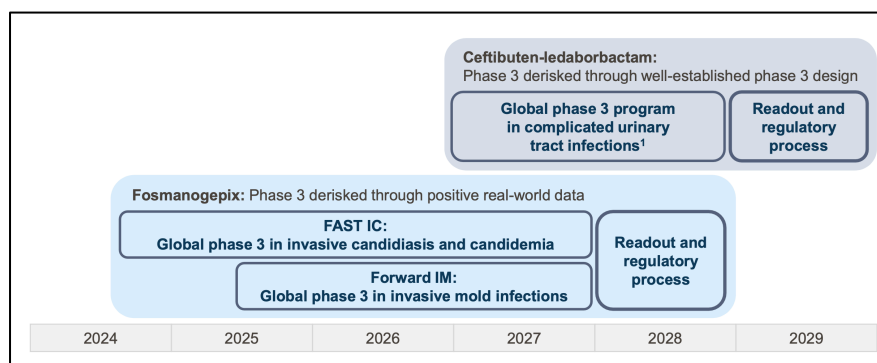 Ceftibuten-ledaborbactam:
Phase 3 derisked through well-established phase 3 design
Global phase 3 program
in complicated urinary
tract infections¹
Readout and
regulatory
process
Fosmanogepix: Phase 3 derisked through positive real-world data
FAST IC:
Global phase 3 in invasive candidiasis and candidemia
Forward IM:
Global phase 3 in invasive mold infections
Readout and
regulatory
process
2024 2025 2026 2027 2028 2029